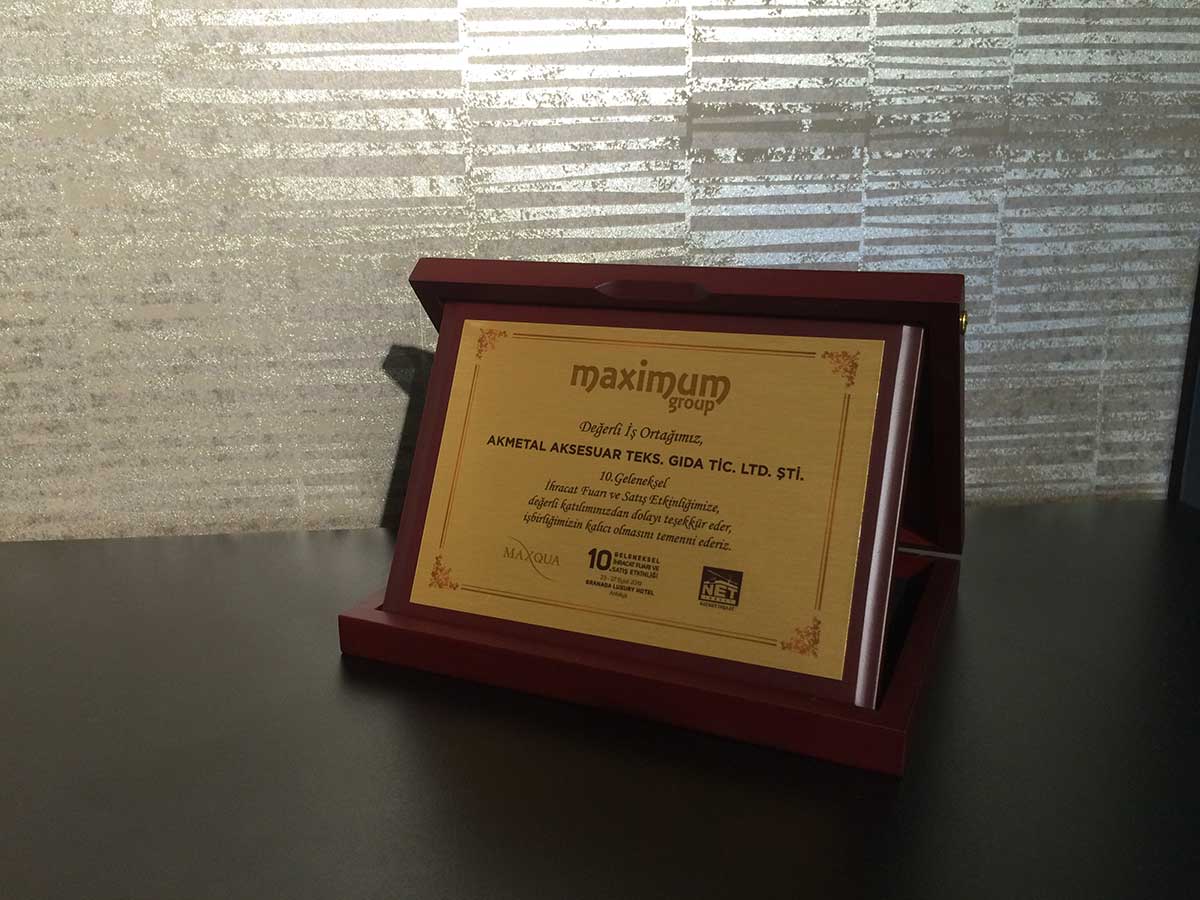 maximum
group
Değerli İş Ortağımız,
AKMETAL AKSESUAR TEKS. GIDA TİC. LTD. ŞTİ.
10.Geleneksel
İhracat Fuarı ve Satış Etkinliğimize,
değerli katılımınızdan dolayı teşekkür eder,
işbirliğimizin kalıcı olmasını temenni ederiz.
MAXQUA
10. GELENEKSEL
İHRACAT FUARI VE
SATIŞ ETKİNLİĞİ
GRANADA LUXURY HOTEL
Antalya
NET